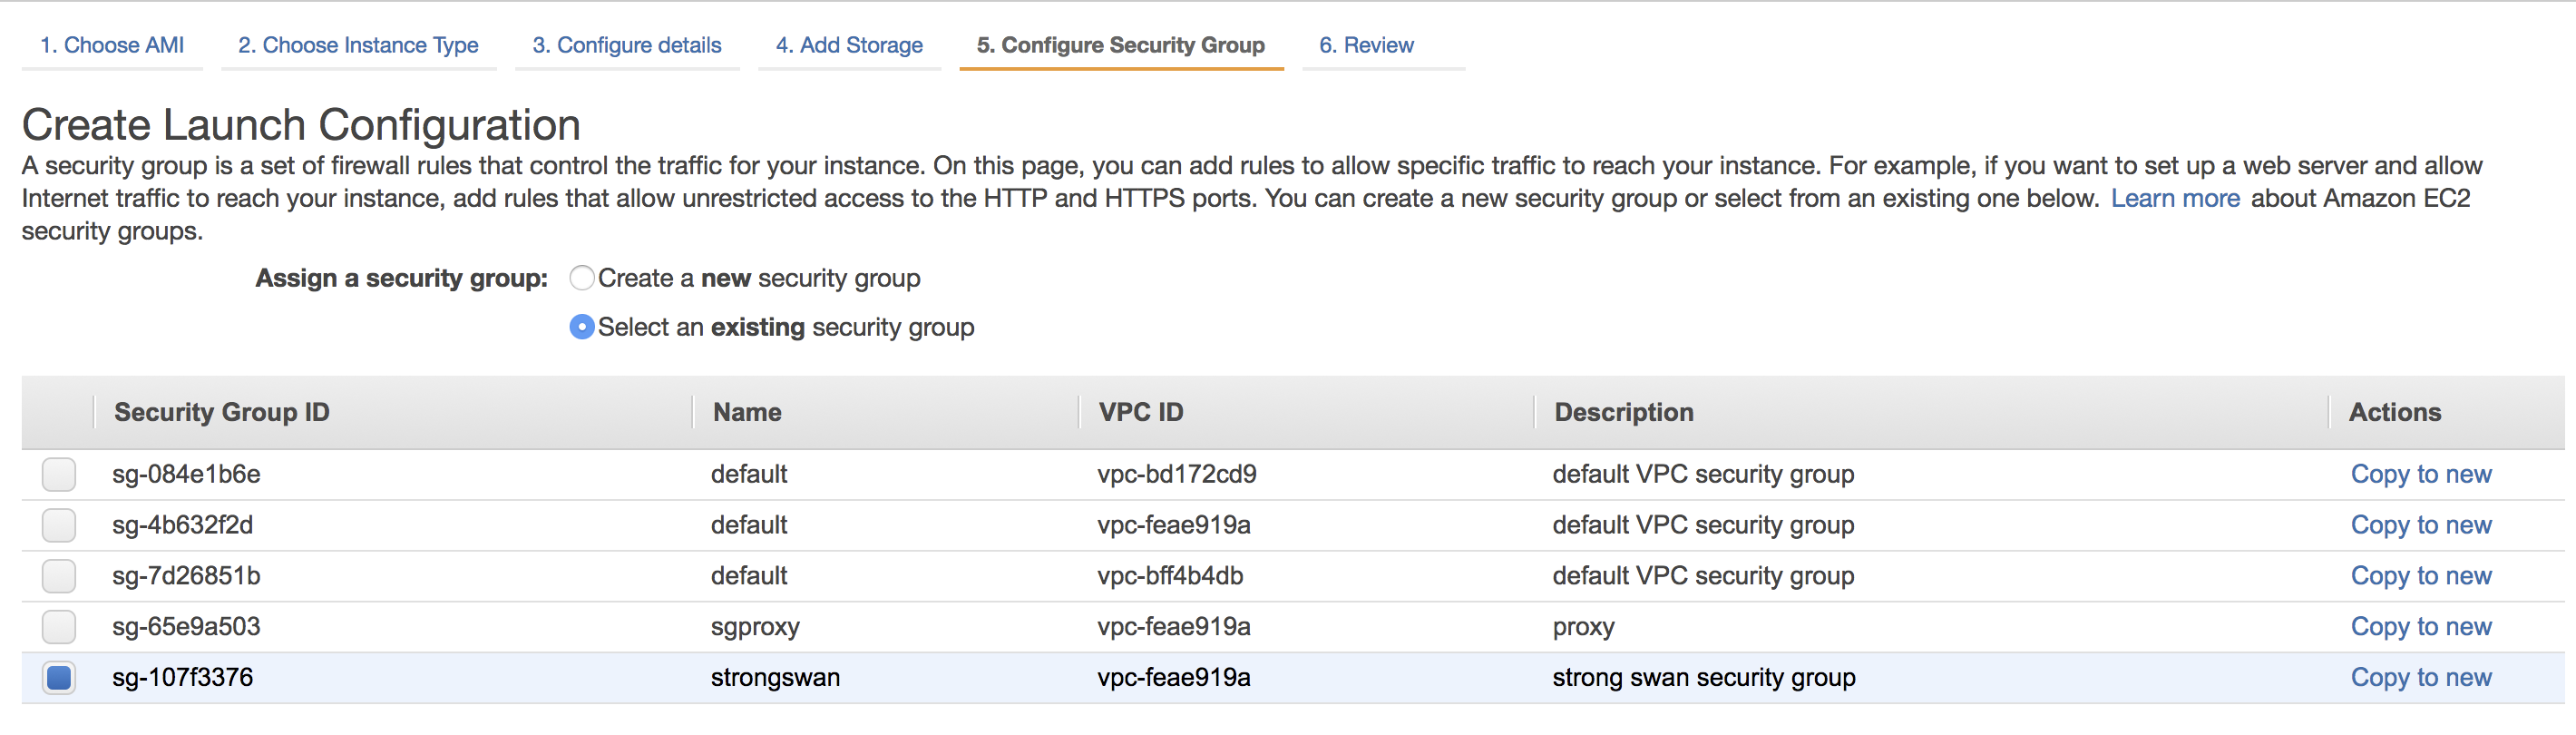 1. Choose AMI 2. Choose Instance Type 3. Configure details 4. Add Storage 5. Configure Security Group 6. Review
Create Launch Configuration
A security group is a set of firewall rules that control the traffic for your instance. On this page, you can add rules to allow specific traffic to reach your instance. For example, if you want to set up a web server and allow
Internet traffic to reach your instance, add rules that allow unrestricted access to the HTTP and HTTPS ports. You can create a new security group or select from an existing one below. Learn more about Amazon EC2
security groups.
Assign a security group: Create a new security group
Select an existing security group
Security Group ID Name VPC ID Description Actions
sg-084e1b6e default vpc-bd172cd9 default VPC security group Copy to new
sg-4b632f2d default vpc-feae919a default VPC security group Copy to new
sg-7d26851b default vpc-bff4b4db default VPC security group Copy to new
sg-65e9a503 sgproxy vpc-feae919a proxy Copy to new
sg-107f3376 strongswan vpc-feae919a strong swan security group Copy to new